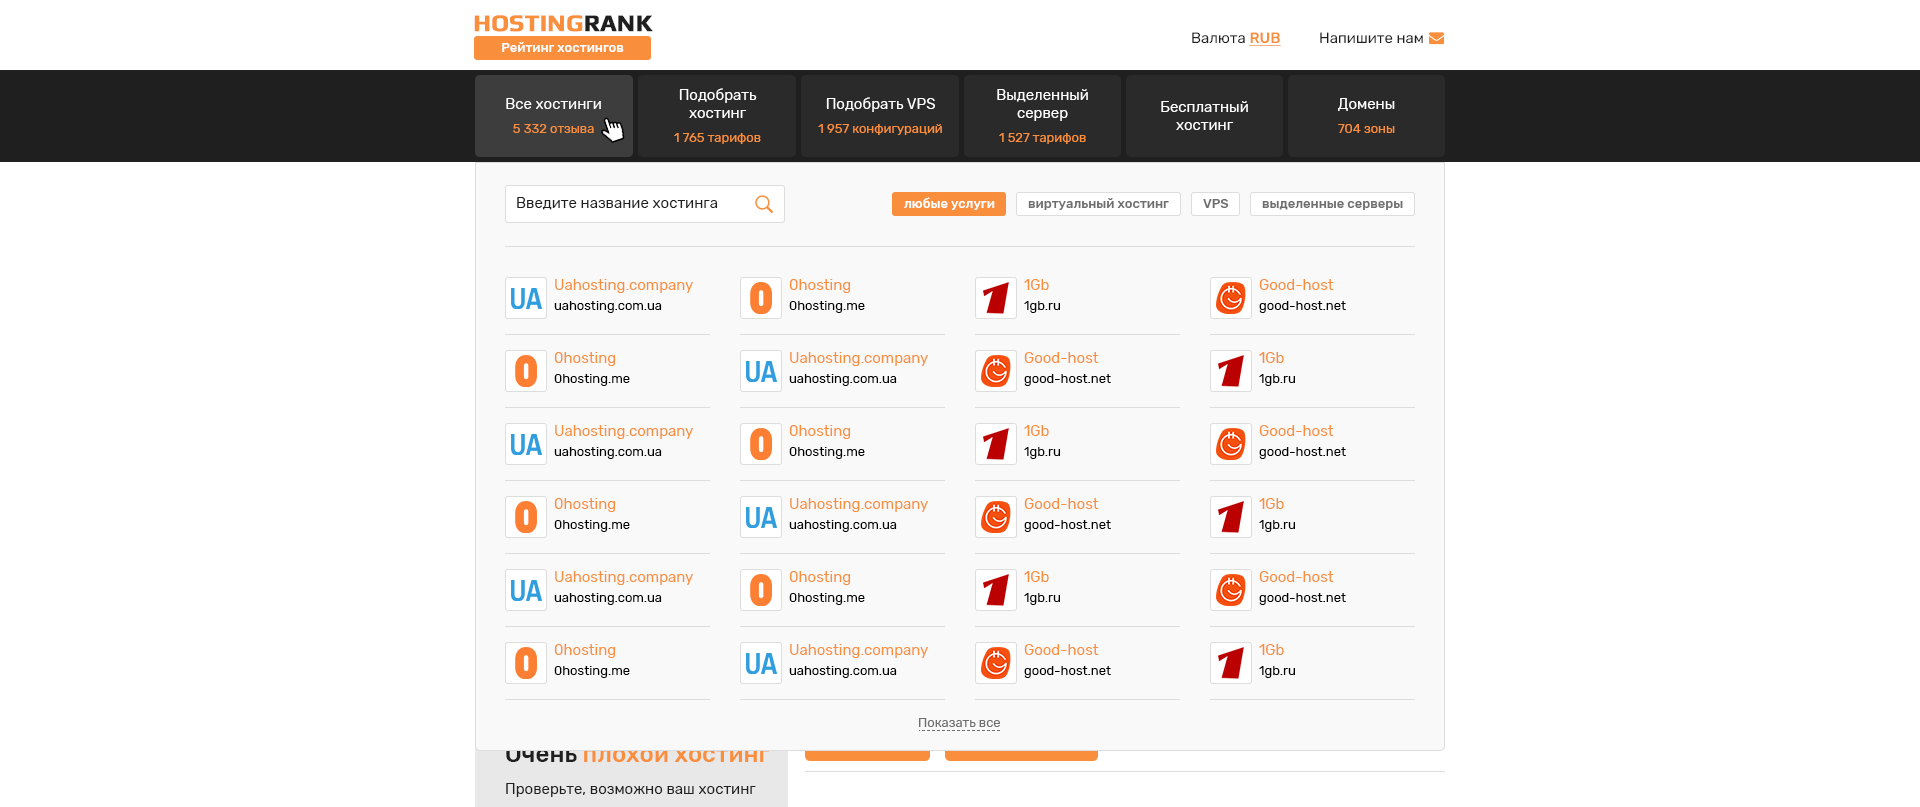 HOSTINGRANK
Рейтинг хостингов
Валюта RUB
Напишите нам
Все хостинги
5 332 отзыва
Подобрать
хостинг
1 765 тарифов
Подобрать VPS
1 957 конфигураций
Выделенный
сервер
1 527 тарифов
Бесплатный
хостинг
Домены
704 зоны
Введите название хостинга
любые услуги
виртуальный хостинг
VPS
выделенные серверы
UA
Uahosting.company
uahosting.com.ua
0
0hosting
0hosting.me
1
1Gb
1gb.ru
Good-host
good-host.net
0
0hosting
0hosting.me
UA
Uahosting.company
uahosting.com.ua
Good-host
good-host.net
1
1Gb
1gb.ru
UA
Uahosting.company
uahosting.com.ua
0
0hosting
0hosting.me
1
1Gb
1gb.ru
Good-host
good-host.net
0
0hosting
0hosting.me
UA
Uahosting.company
uahosting.com.ua
Good-host
good-host.net
1
1Gb
1gb.ru
UA
Uahosting.company
uahosting.com.ua
0
0hosting
0hosting.me
1
1Gb
1gb.ru
Good-host
good-host.net
0
0hosting
0hosting.me
UA
Uahosting.company
uahosting.com.ua
Good-host
good-host.net
1
1Gb
1gb.ru
Показать все
Очень плохой хостинг
Проверьте, возможно ваш хостинг